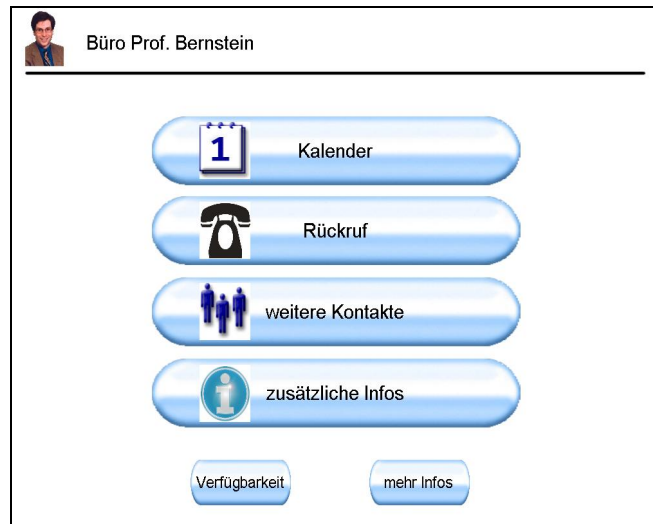 Büro Prof. Bernstein
1
Kalender
Rückruf
weitere Kontakte
i
zusätzliche Infos
Verfügbarkeit
mehr Infos